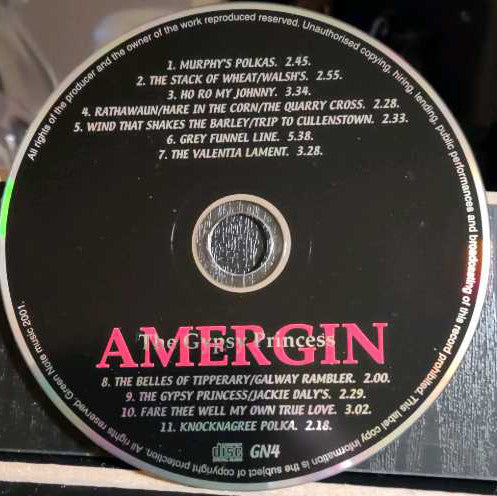 All rights of the producer and the owner of the work reproduced reserved. Unauthorised copying, hiring, lending, public performances and broadcasting of this record prohibited. This label copy information is the subject of copyright protection. All rights reserved. Green Note music 2001.
1. MURPHY'S POLKAS. 2.45.
2. THE STACK OF WHEAT/WALSH'S. 2.55.
3. HO RO MY JOHNNY. 3.34.
4. RATHAWAUN/HARE IN THE CORN/THE QUARRY CROSS. 2.28.
5. WIND THAT SHAKES THE BARLEY/TRIP TO CULLENSTOWN. 2.33.
6. GREY FUNNEL LINE. 5.38.
7. THE VALENTIA LAMENT. 3.28.
The Gypsy Princess
AMERGIN
8. THE BELLES OF TIPPERARY/GALWAY RAMBLER. 2.00.
9. THE GYPSY PRINCESS/JACKIE DALY'S. 2.29.
10. FARE THEE WELL MY OWN TRUE LOVE. 3.02.
11. KNOCKNAGREE POLKA. 2.18.
disc GN4